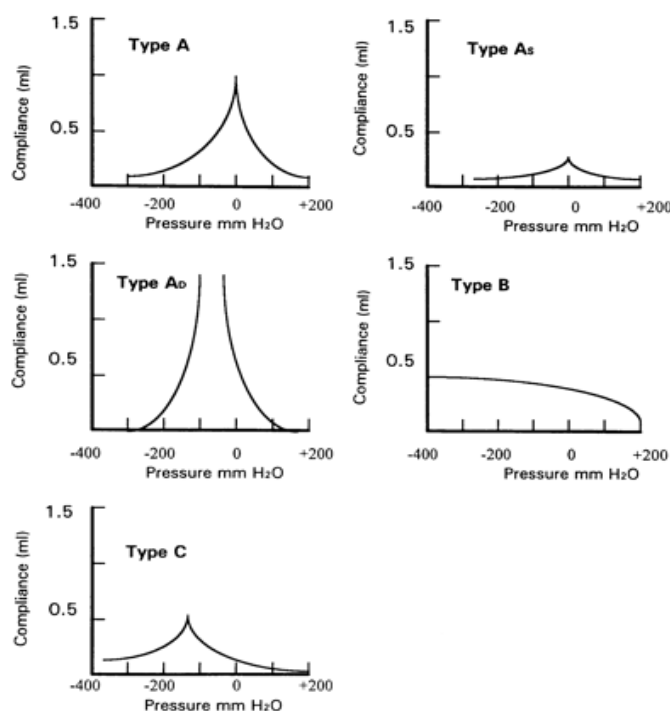 Type A
Compliance (ml)
1.5
0.5
-400 -200 0 +200
Pressure mm H₂O
Type As
Compliance (ml)
1.5
0.5
-400 -200 0 +200
Pressure mm H₂O
Type AD
Compliance (ml)
1.5
0.5
-400 -200 0 +200
Pressure mm H₂O
Type B
Compliance (ml)
1.5
0.5
-400 -200 0 +200
Pressure mm H₂O
Type C
Compliance (ml)
1.5
0.5
-400 -200 0 +200
Pressure mm H₂O